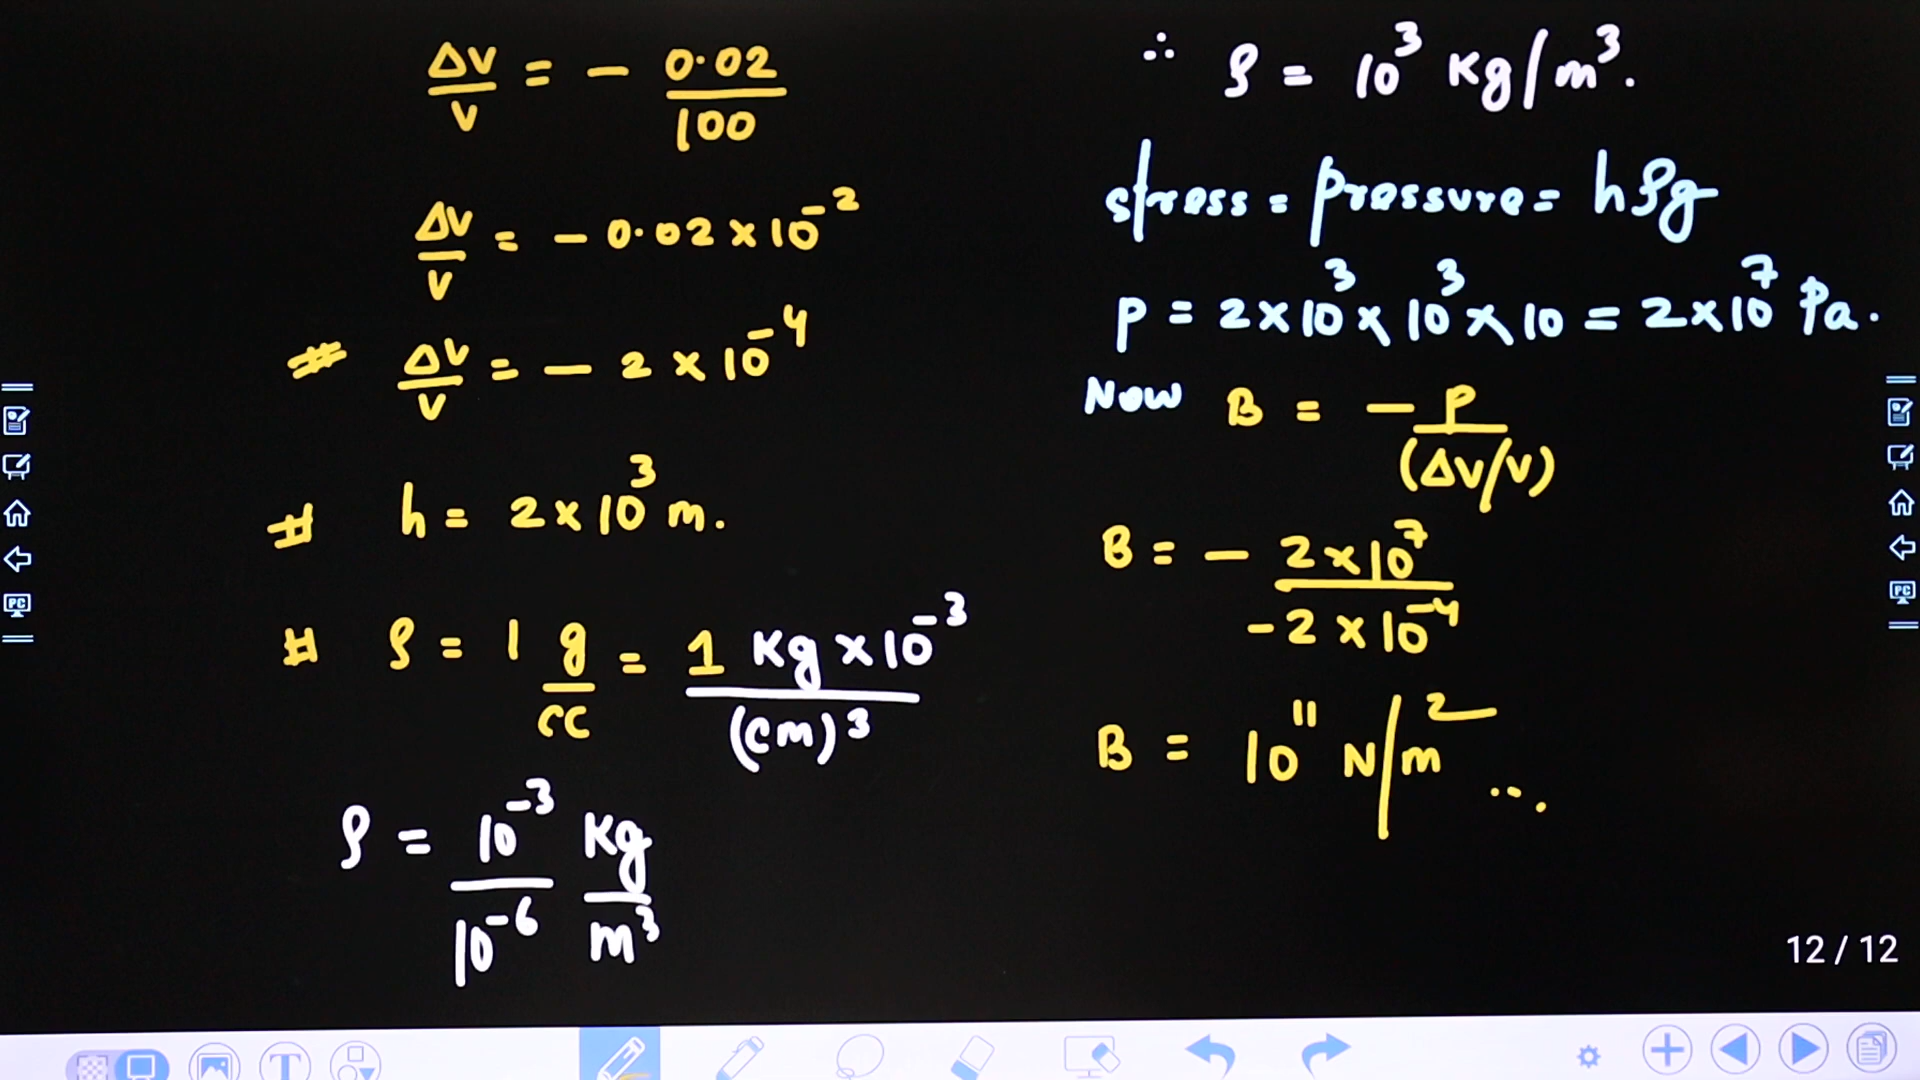 ΔV/V = - 0.02/100
ΔV/V = - 0.02 × 10⁻²
# ΔV/V = - 2 × 10⁻⁴
# h = 2 × 10³ m.
# ρ = 1 g/cc = 1 Kg × 10⁻³/(cm)³
ρ = 10⁻³/10⁻⁶ Kg/m³
∴ ρ = 10³ Kg/m³.
stress = pressure = hρg
P = 2×10³ × 10³ × 10 = 2×10⁷ Pa.
Now B = - P/(ΔV/V)
B = - 2×10⁷/-2 × 10⁻⁴
B = 10¹¹ N/m² ...
12 / 12
PC
PC
T